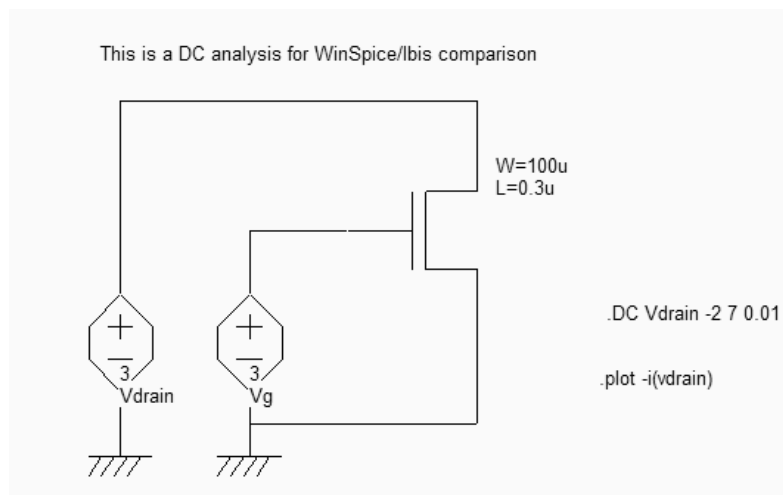 This is a DC analysis for WinSpice/Ibis comparison
W=100u
L=0.3u
.DC Vdrain -2 7 0.01
3
Vdrain
3
Vg
.plot -i(vdrain)